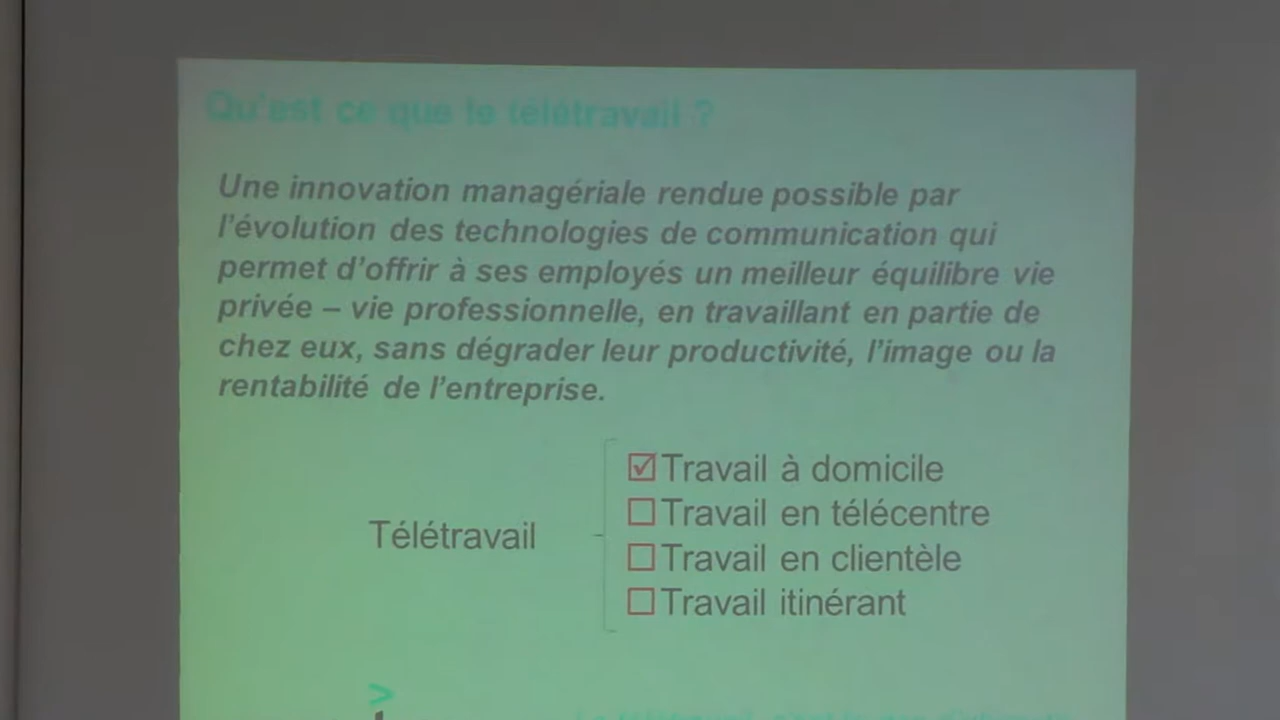 Qu'est ce que le télétravail ?
Une innovation managériale rendue possible par
l'évolution des technologies de communication qui
permet d'offrir à ses employés un meilleur équilibre vie
privée – vie professionnelle, en travaillant en partie de
chez eux, sans dégrader leur productivité, l'image ou la
rentabilité de l'entreprise.
Télétravail
☑Travail à domicile
☐Travail en télécentre
☐Travail en clientèle
☐Travail itinérant
>